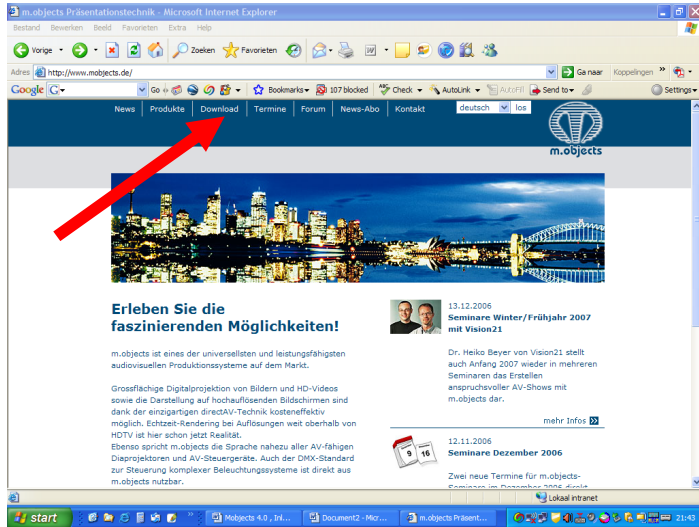 m.objects Präsentationstechnik - Microsoft Internet Explorer
Bestand Bewerken Beeld Favorieten Extra Help
Vorige Zoeken Favorieten
Adres http://www.mobjects.de/ Ga naar Koppelingen »
Google G Go Bookmarks 107 blocked Check AutoLink AutoFill Send to Settings
News Produkte Download Termine Forum News-Abo Kontakt deutsch los
m.objects
Erleben Sie die
faszinierenden Möglichkeiten!
m.objects ist eines der universellsten und leistungsfähigsten
audiovisuellen Produktionssysteme auf dem Markt.
Grossflächige Digitalprojektion von Bildern und HD-Videos
sowie die Darstellung auf hochauflösenden Bildschirmen sind
dank der einzigartigen directAV-Technik kosteneffektiv
möglich. Echtzeit-Rendering bei Auflösungen weit oberhalb von
HDTV ist hier schon jetzt Realität.
Ebenso spricht m.objects die Sprache nahezu aller AV-fähigen
Diaprojektoren und AV-Steuergeräte. Auch der DMX-Standard
zur Steuerung komplexer Beleuchtungssysteme ist direkt aus
m.objects nutzbar.
13.12.2006
Seminare Winter/Frühjahr 2007
mit Vision21
Dr. Heiko Beyer von Vision21 stellt
auch Anfang 2007 wieder in mehreren
Seminaren das Erstellen
anspruchsvoller AV-Shows mit
m.objects dar.
mehr Infos
9 16
12.11.2006
Seminare Dezember 2006
Zwei neue Termine für m.objects-
Seminare im Dezember 2006 direkt
Lokaal intranet
start Mobjects 4.0 , Inl... Document2 - Micr... m.objects Präsent... 21:46